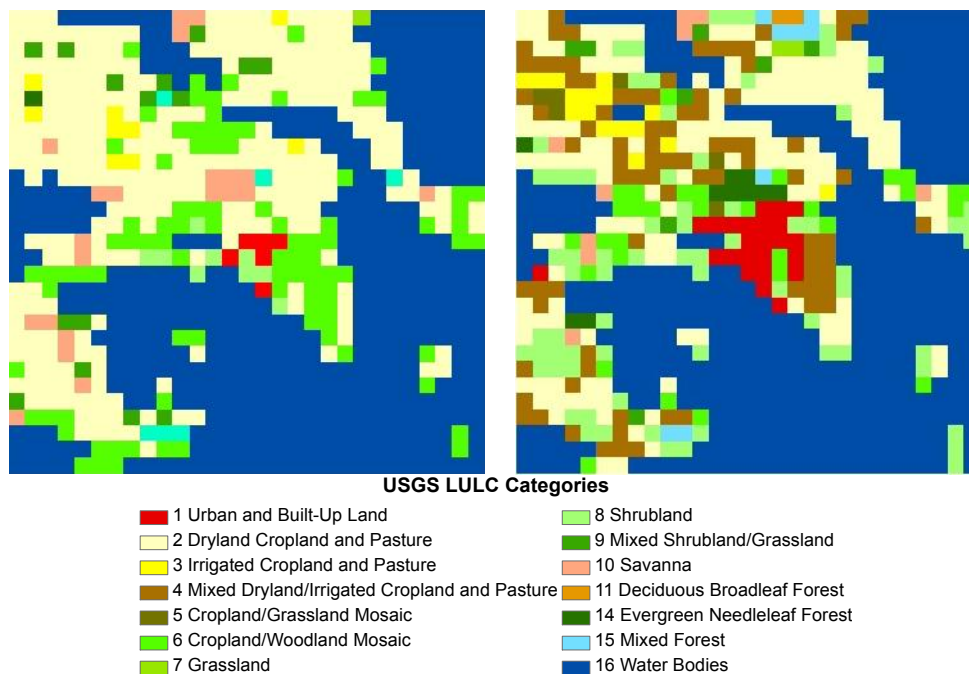 USGS LULC Categories
1 Urban and Built-Up Land
2 Dryland Cropland and Pasture
3 Irrigated Cropland and Pasture
4 Mixed Dryland/Irrigated Cropland and Pasture
5 Cropland/Grassland Mosaic
6 Cropland/Woodland Mosaic
7 Grassland
8 Shrubland
9 Mixed Shrubland/Grassland
10 Savanna
11 Deciduous Broadleaf Forest
14 Evergreen Needleleaf Forest
15 Mixed Forest
16 Water Bodies